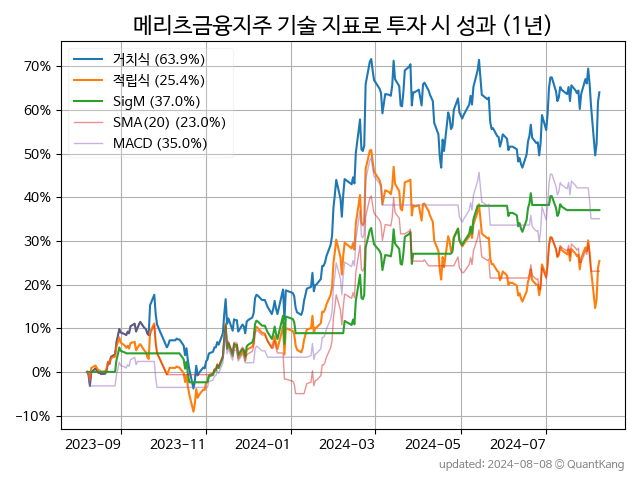 메리츠금융지주 기술 지표로 투자 시 성과 (1년)
거치식 (63.9%)
적립식 (25.4%)
SigM (37.0%)
SMA(20) (23.0%)
MACD (35.0%)
70%
60%
50%
40%
30%
20%
10%
0%
−10%
2023-09 2023-11 2024-01 2024-03 2024-05 2024-07
updated: 2024-08-08 © QuantKang